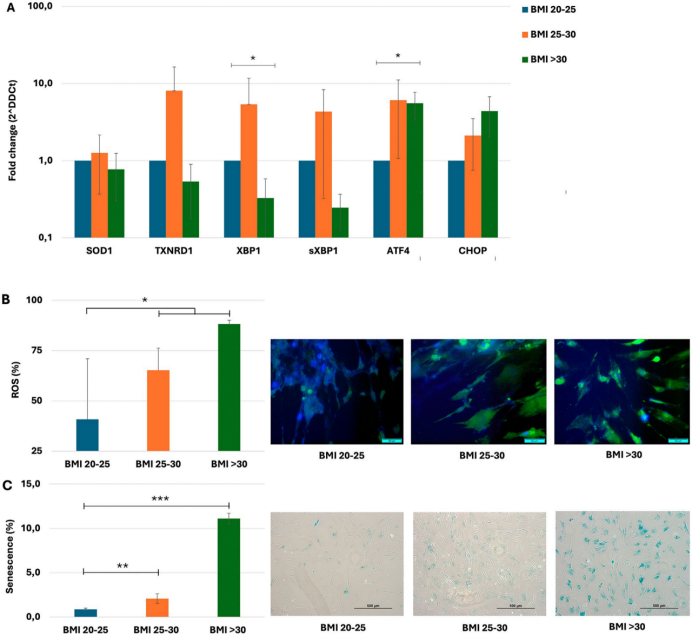 A
100,0
10,0
1,0
0,1
Fold change (2^DDCt)
*
*
SOD1 TXNRD1 XBP1 sXBP1 ATF4 CHOP
BMI 20-25
BMI 25-30
BMI >30
B
100
75
50
25
ROS (%)
*
BMI 20-25 BMI 25-30 BMI >30
BMI 20-25 BMI 25-30 BMI >30
C
15,0
10,0
5,0
0,0
Senescence (%)
***
**
BMI 20-25 BMI 25-30 BMI >30
500 µm
500 µm
500 µm
BMI 20-25 BMI 25-30 BMI >30